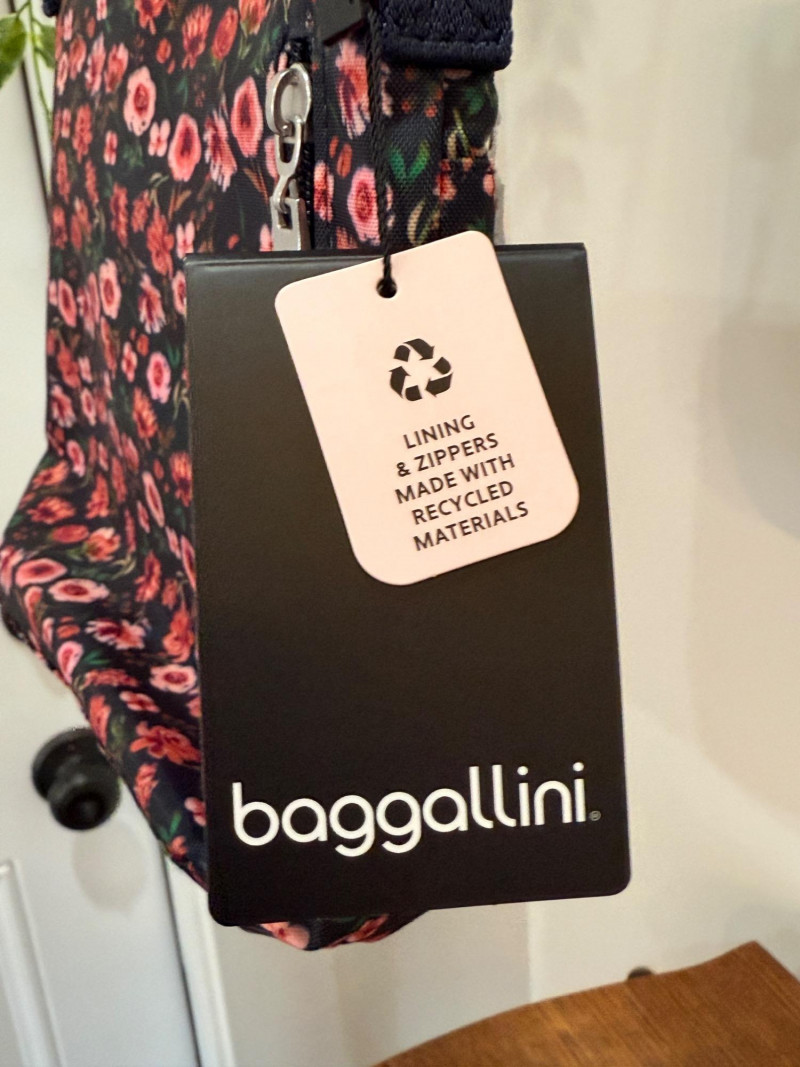 LINING
& ZIPPERS
MADE WITH
RECYCLED
MATERIALS
baggallini®